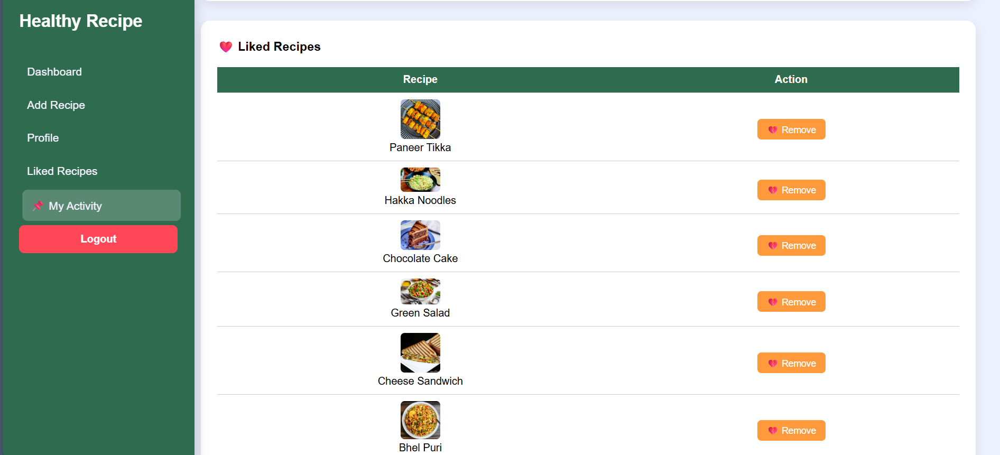 Healthy Recipe
Dashboard
Add Recipe
Profile
Liked Recipes
📌 My Activity
Logout
❤️ Liked Recipes
Recipe Action
Paneer Tikka
💔 Remove
Hakka Noodles
💔 Remove
Chocolate Cake
💔 Remove
Green Salad
💔 Remove
Cheese Sandwich
💔 Remove
Bhel Puri
💔 Remove